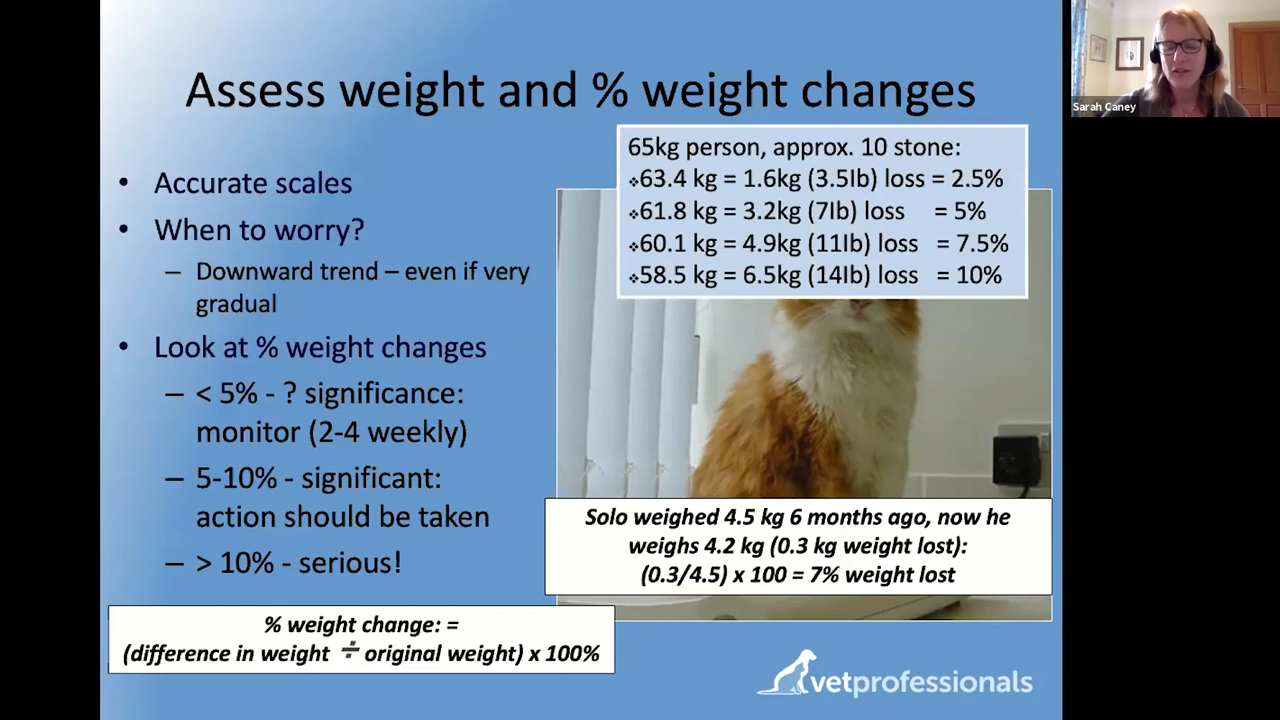 Assess weight and % weight changes
• Accurate scales
• When to worry?
– Downward trend – even if very
gradual
• Look at % weight changes
– < 5% - ? significance:
monitor (2-4 weekly)
– 5-10% - significant:
action should be taken
– > 10% - serious!
% weight change: =
(difference in weight ÷ original weight) x 100%
65kg person, approx. 10 stone:
❖63.4 kg = 1.6kg (3.5Ib) loss = 2.5%
❖61.8 kg = 3.2kg (7Ib) loss = 5%
❖60.1 kg = 4.9kg (11Ib) loss = 7.5%
❖58.5 kg = 6.5kg (14Ib) loss = 10%
Solo weighed 4.5 kg 6 months ago, now he
weighs 4.2 kg (0.3 kg weight lost):
(0.3/4.5) x 100 = 7% weight lost
vetprofessionals
Sarah Caney